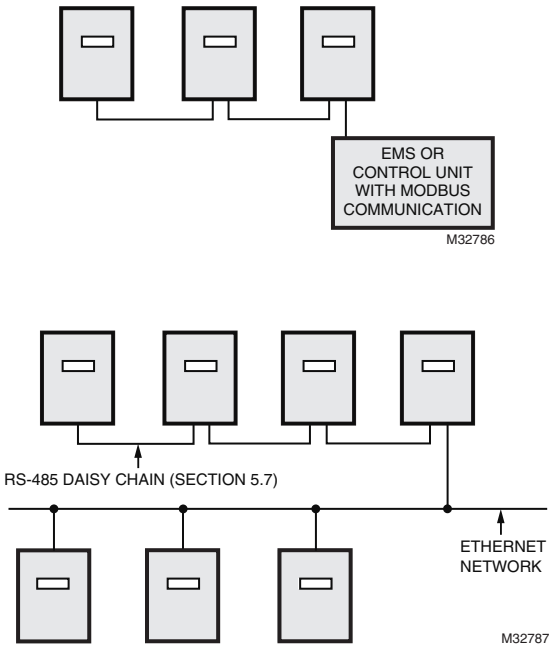 EMS OR
CONTROL UNIT
WITH MODBUS
COMMUNICATION
M32786
RS-485 DAISY CHAIN (SECTION 5.7)
ETHERNET
NETWORK
M32787